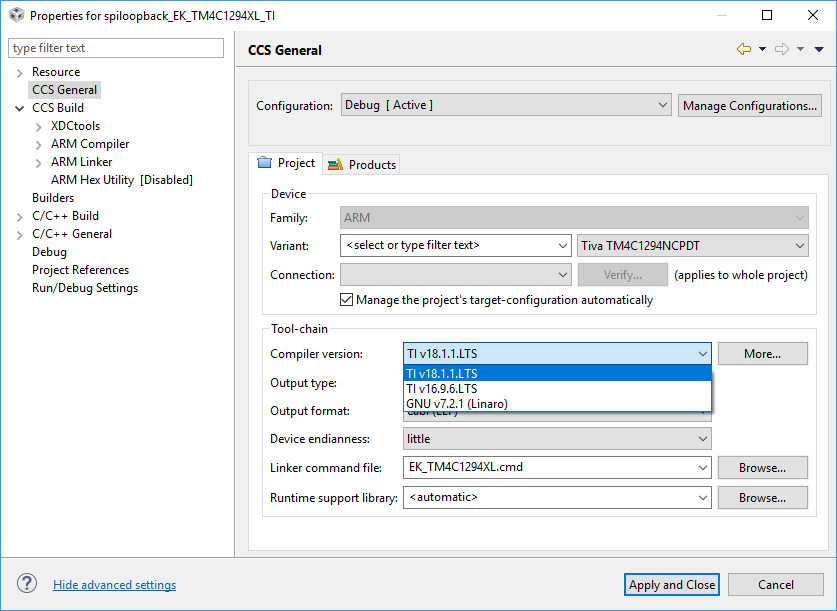 Properties for spiloopback_EK_TM4C1294XL_TI
type filter text
CCS General
Resource
CCS General
CCS Build
XDCtools
ARM Compiler
ARM Linker
ARM Hex Utility [Disabled]
Builders
C/C++ Build
C/C++ General
Debug
Project References
Run/Debug Settings
Configuration: Debug [ Active ] Manage Configurations...
Project Products
Device
Family: ARM
Variant: <select or type filter text> Tiva TM4C1294NCPDT
Connection: Verify... (applies to whole project)
Manage the project's target-configuration automatically
Tool-chain
Compiler version: TI v18.1.1.LTS More...
TI v18.1.1.LTS
Output type:
TI v16.9.6.LTS
GNU v7.2.1 (Linaro)
Output format:
Device endianness: little
Linker command file: EK_TM4C1294XL.cmd Browse...
Runtime support library: <automatic> Browse...
? Hide advanced settings Apply and Close Cancel